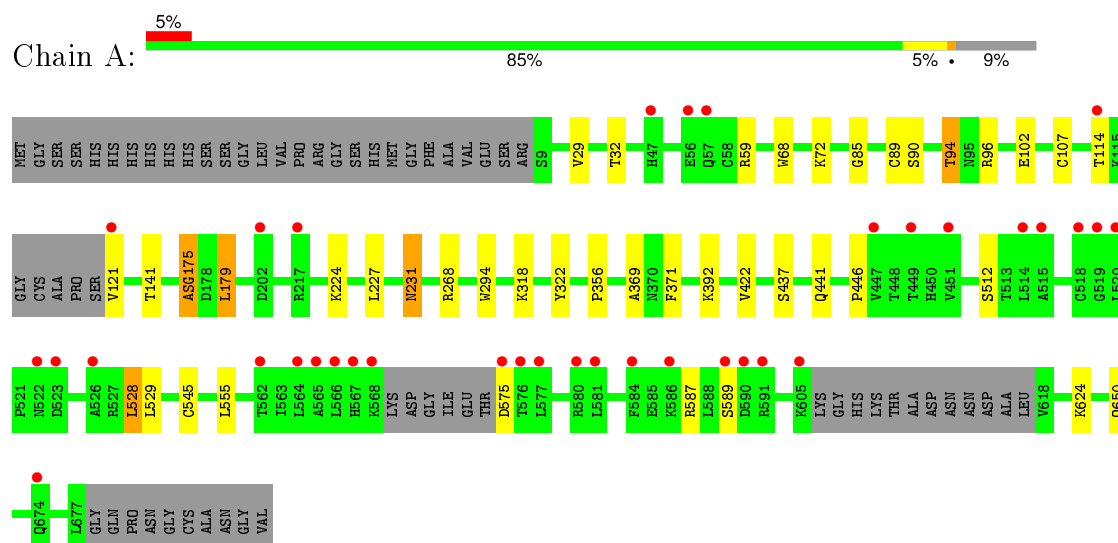 5%
Chain A:
85% 5% • 9%
MET GLY SER SER HIS HIS HIS HIS HIS HIS SER SER GLY LEU VAL PRO ARG GLY SER HIS MET GLY PHE ALA VAL GLU SER ARG S9 V29 T32 H47 E56 Q57 C58 R59 W68 K72 G85 C89 S90 T94 N95 R96 E102 C107 T114 K115
GLY CYS ALA PRO SER V121 T141 ASG175 D178 L179 D202 R217 K224 L227 N231 R268 W294 K318 Y322 P356 A369 N370 F371 K392 V422 S437 Q441 P446 V447 T448 T449 H450 V451 S512 T513 L514 A515 C518 G519 L520
P521 N522 D523 A526 R527 L528 L529 C545 L555 T562 I563 L564 A565 L566 H567 K568 LYS ASP GLY ILE GLU THR D575 T576 L577 R580 L581 F584 E585 K586 R587 L588 S589 D590 R591 K605 LYS GLY HIS LYS THR ALA ASP ASN ASN ASP ALA LEU V618 K624 Q650
Q674 L677 GLY GLN PRO ASN GLY CYS ALA ASN GLY VAL